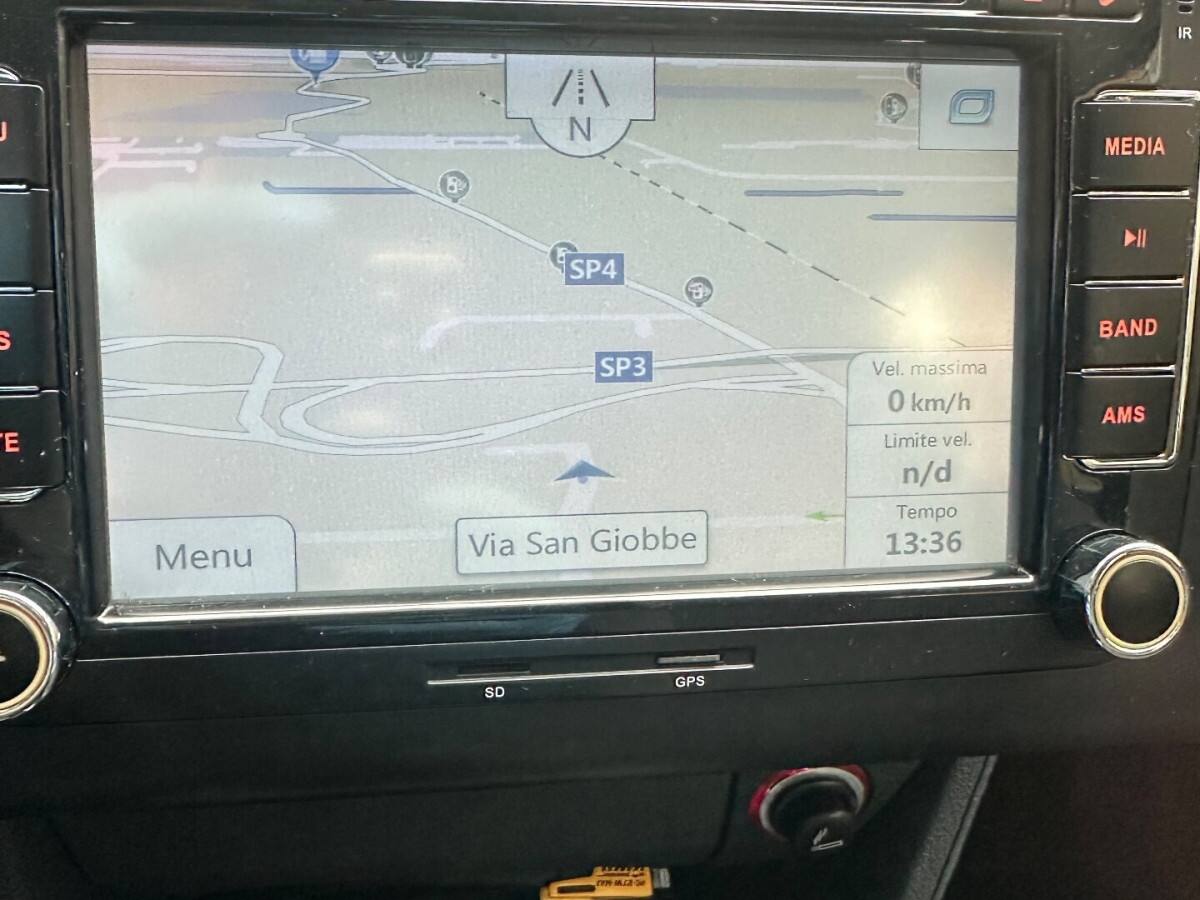 IR
N
MEDIA
SP4
BAND
SP3
Vel. massima
0 km/h
AMS
Limite vel.
n/d
Tempo
13:36
Via San Giobbe
Menu
SD
GPS